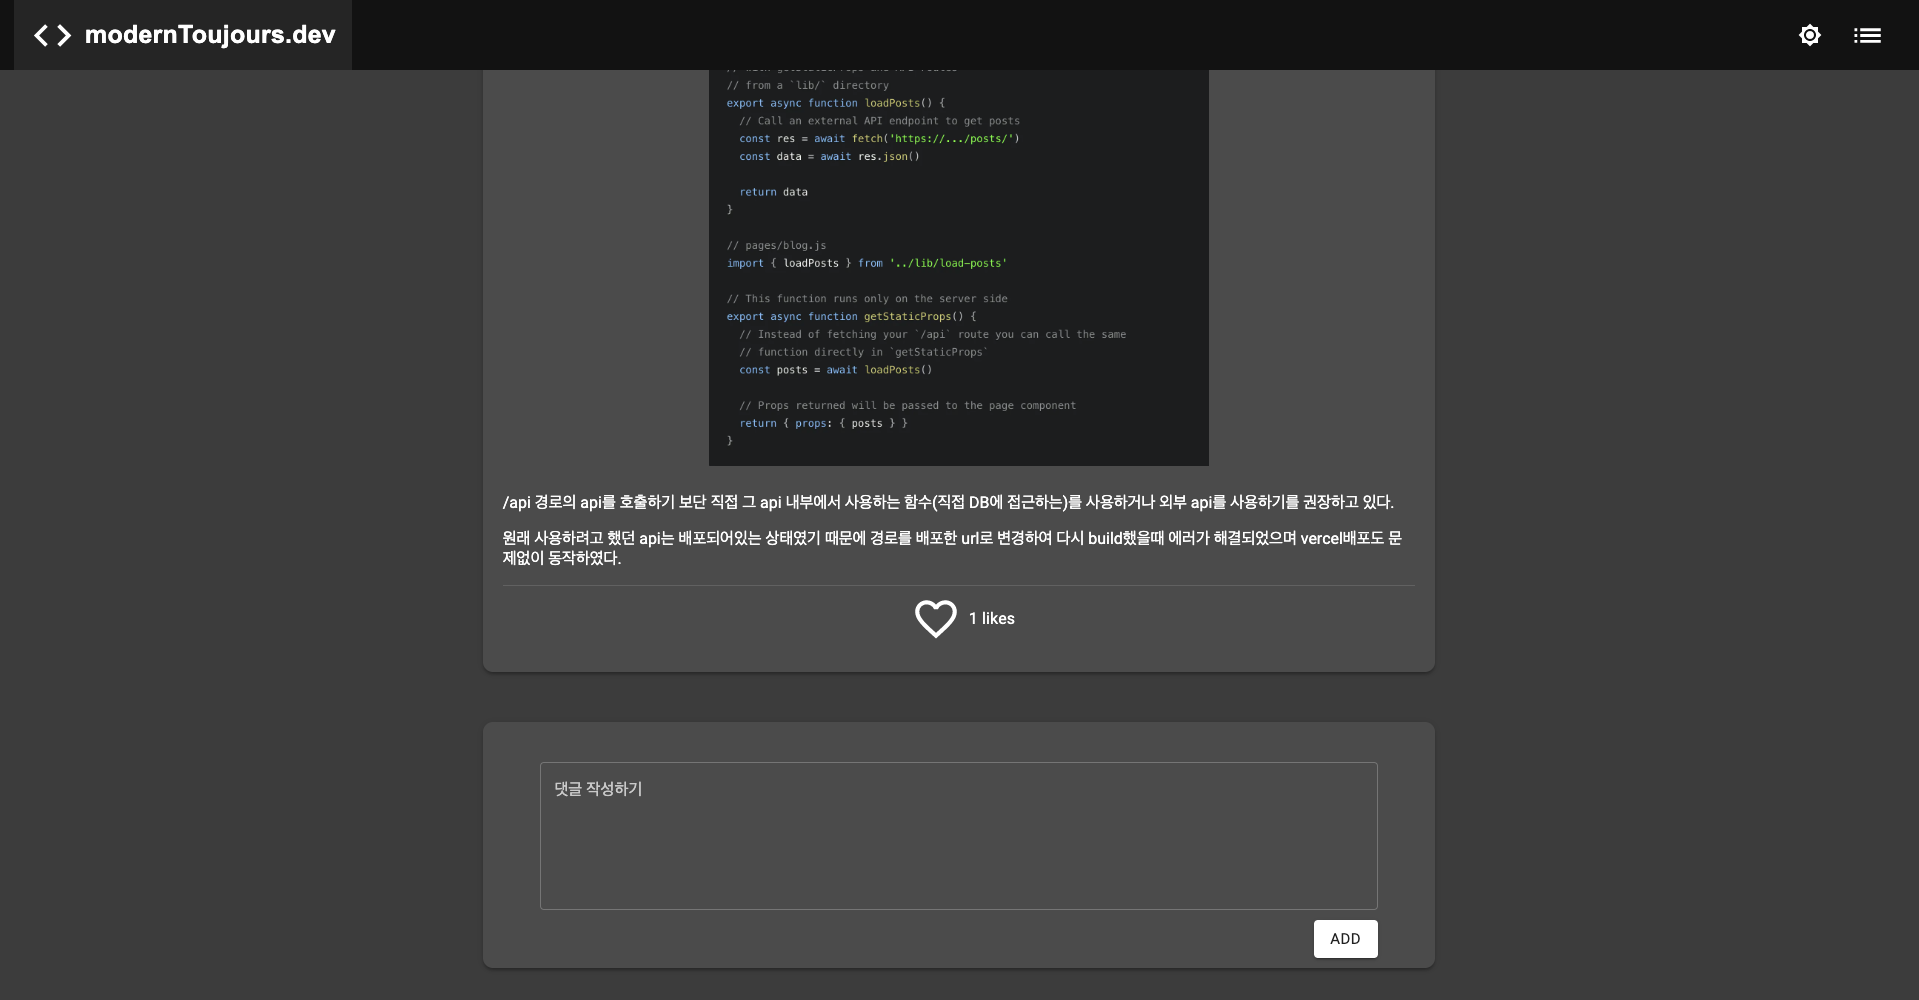 modernToujours.dev
// from a `lib/` directory
export async function loadPosts() {
// Call an external API endpoint to get posts
const res = await fetch('https://.../posts/')
const data = await res.json()
return data
}
// pages/blog.js
import { loadPosts } from '../lib/load-posts'
// This function runs only on the server side
export async function getStaticProps() {
// Instead of fetching your `/api` route you can call the same
// function directly in `getStaticProps`
const posts = await loadPosts()
// Props returned will be passed to the page component
return { props: { posts } }
}
/api 경로의 api를 호출하기 보단 직접 그 api 내부에서 사용하는 함수(직접 DB에 접근하는)를 사용하거나 외부 api를 사용하기를 권장하고 있다.
원래 사용하려고 했던 api는 배포되어있는 상태였기 때문에 경로를 배포한 url로 변경하여 다시 build했을때 에러가 해결되었으며 vercel배포도 문
제없이 동작하였다.
1 likes
댓글 작성하기
ADD